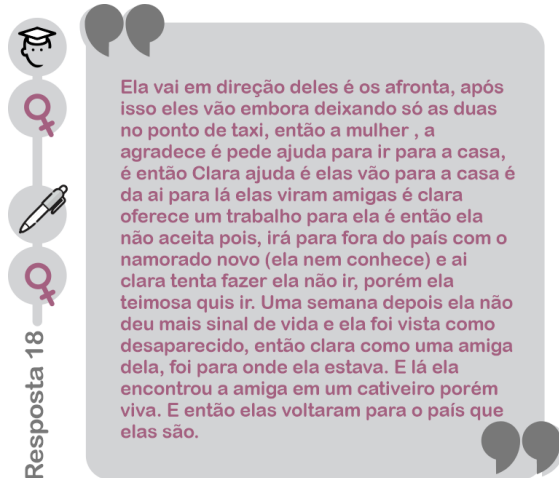 Ela vai em direção deles é os afronta, após
isso eles vão embora deixando só as duas
no ponto de taxi, então a mulher , a
agradece é pede ajuda para ir para a casa,
é então Clara ajuda é elas vão para a casa é
da ai para lá elas viram amigas é clara
oferece um trabalho para ela é então ela
não aceita pois, irá para fora do país com o
namorado novo (ela nem conhece) e ai
clara tenta fazer ela não ir, porém ela
teimosa quis ir. Uma semana depois ela não
deu mais sinal de vida e ela foi vista como
desaparecido, então clara como uma amiga
dela, foi para onde ela estava. E lá ela
encontrou a amiga em um cativeiro porém
viva. E então elas voltaram para o país que
elas são.
Resposta 18